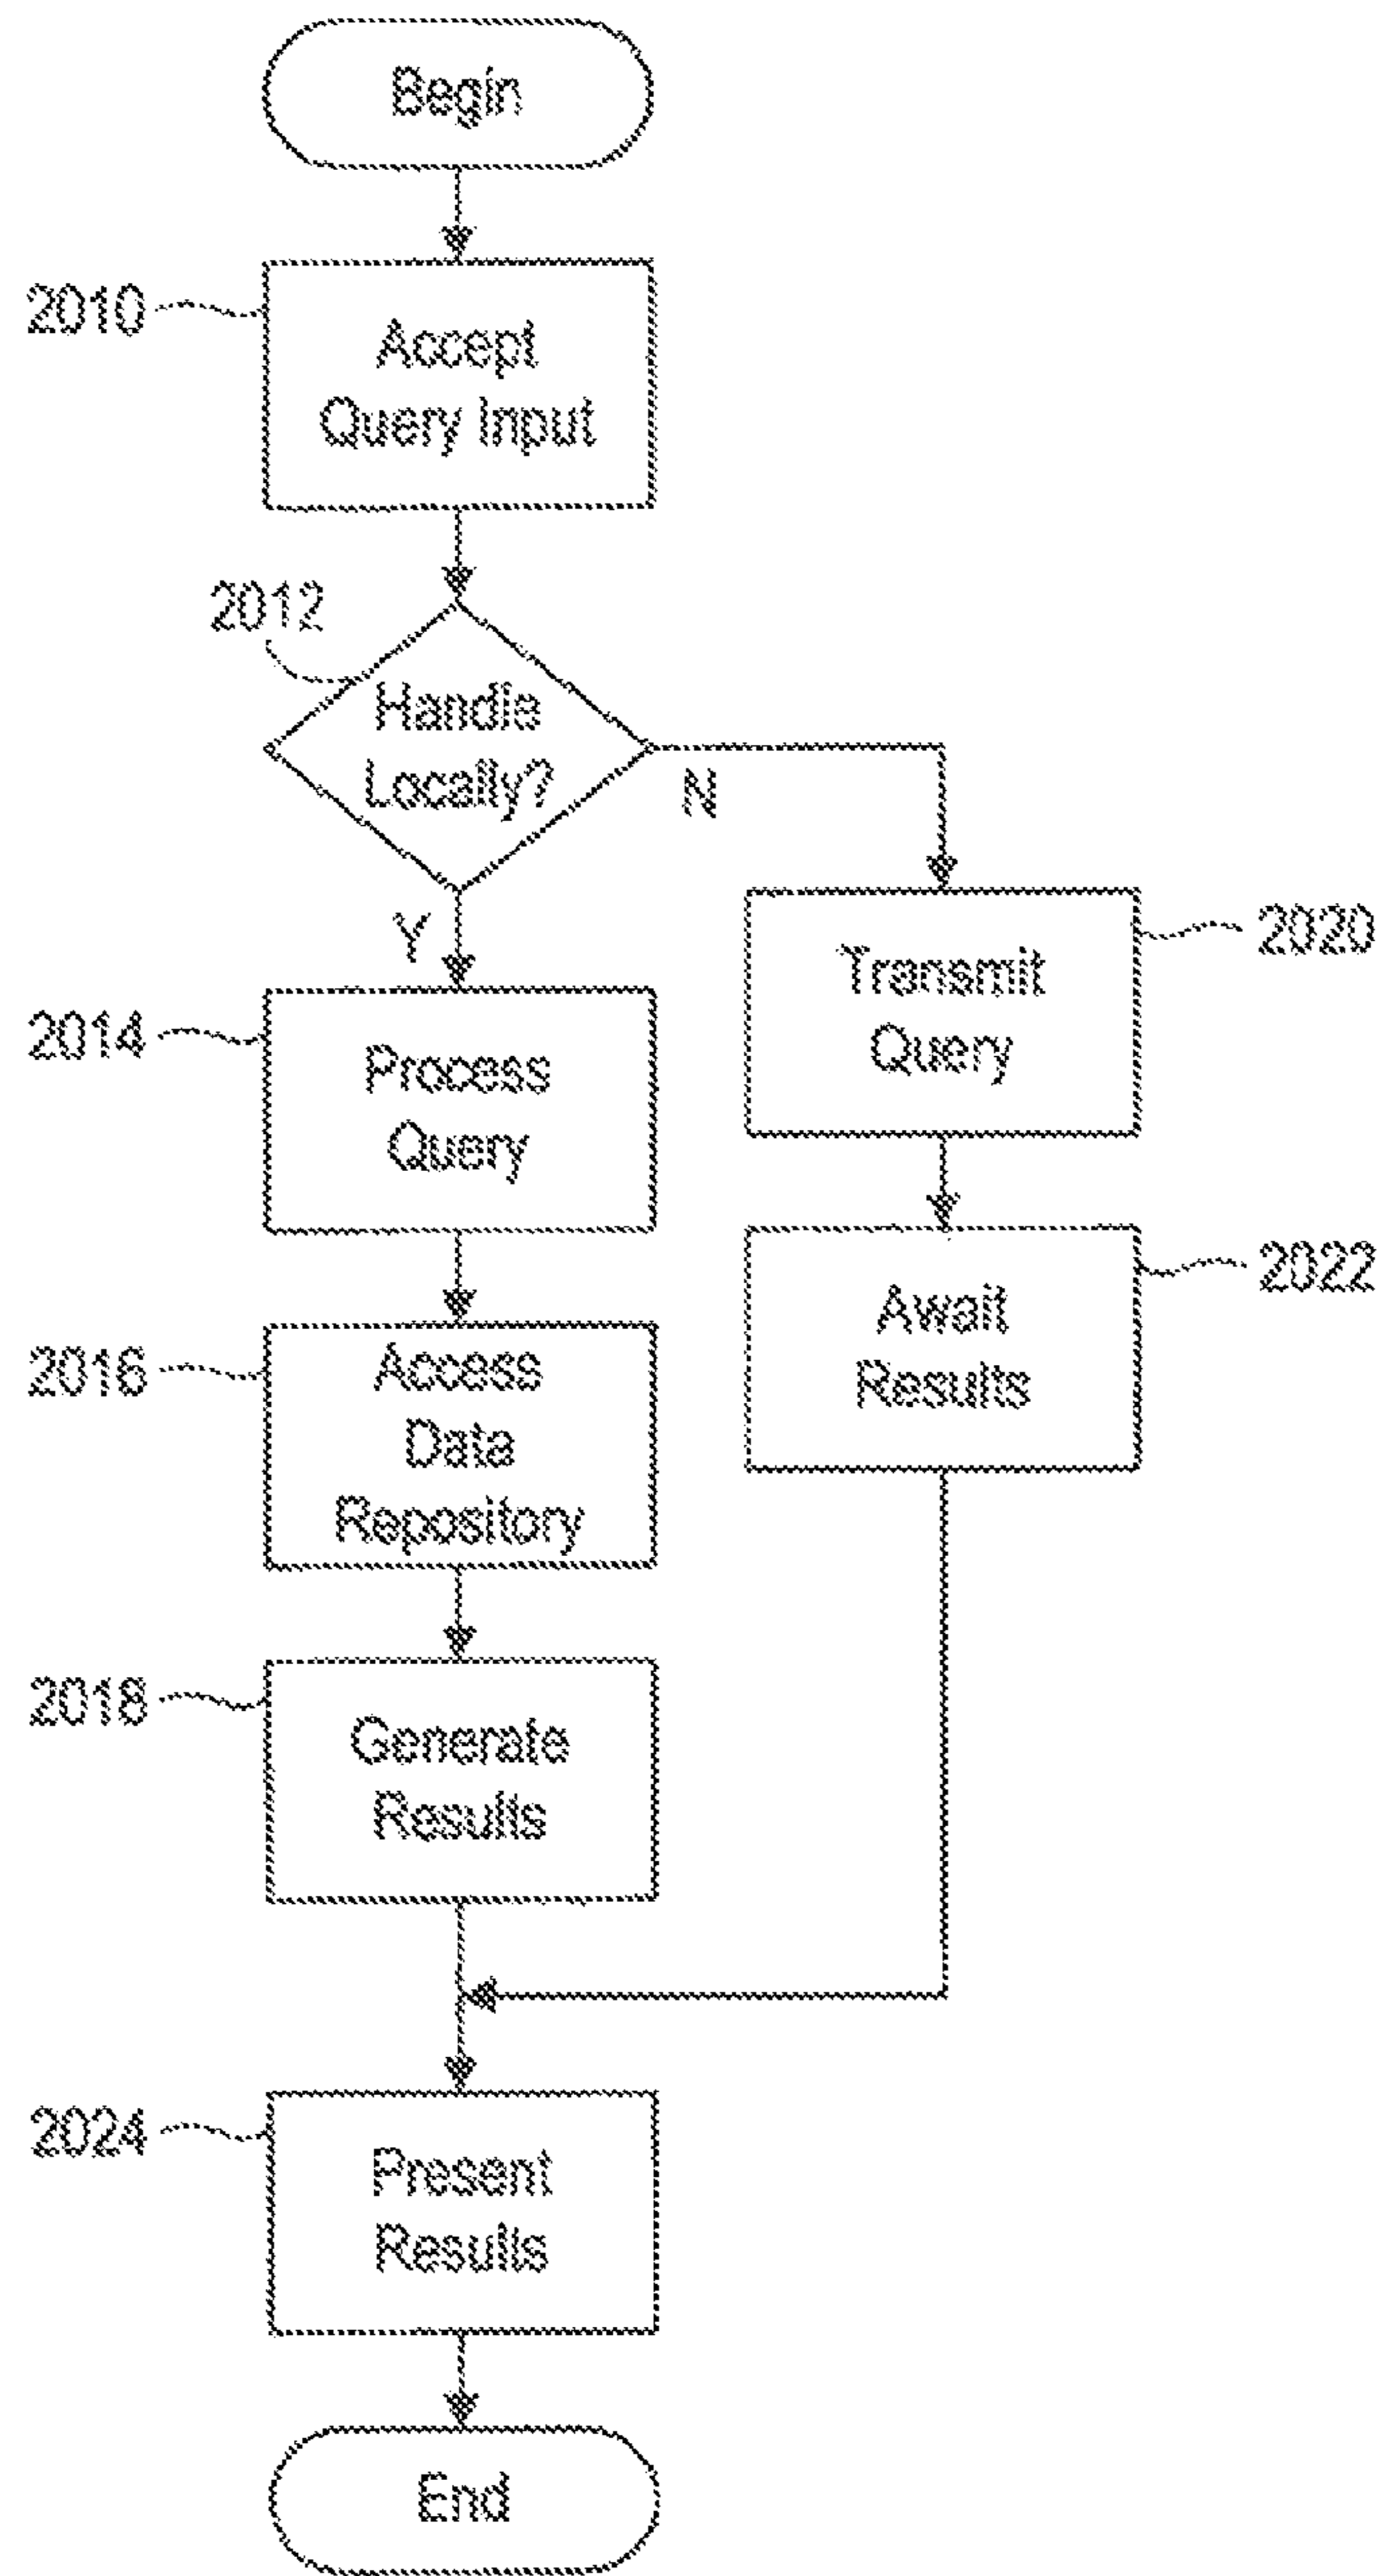 Begin
2010
Accept
Query Input
2012
Handle
Locally?
N
Y
2020
Transmit
Query
2014
Process
Query
2022
Await
Results
2016
Access
Data
Repository
2018
Generate
Results
2024
Present
Results
End